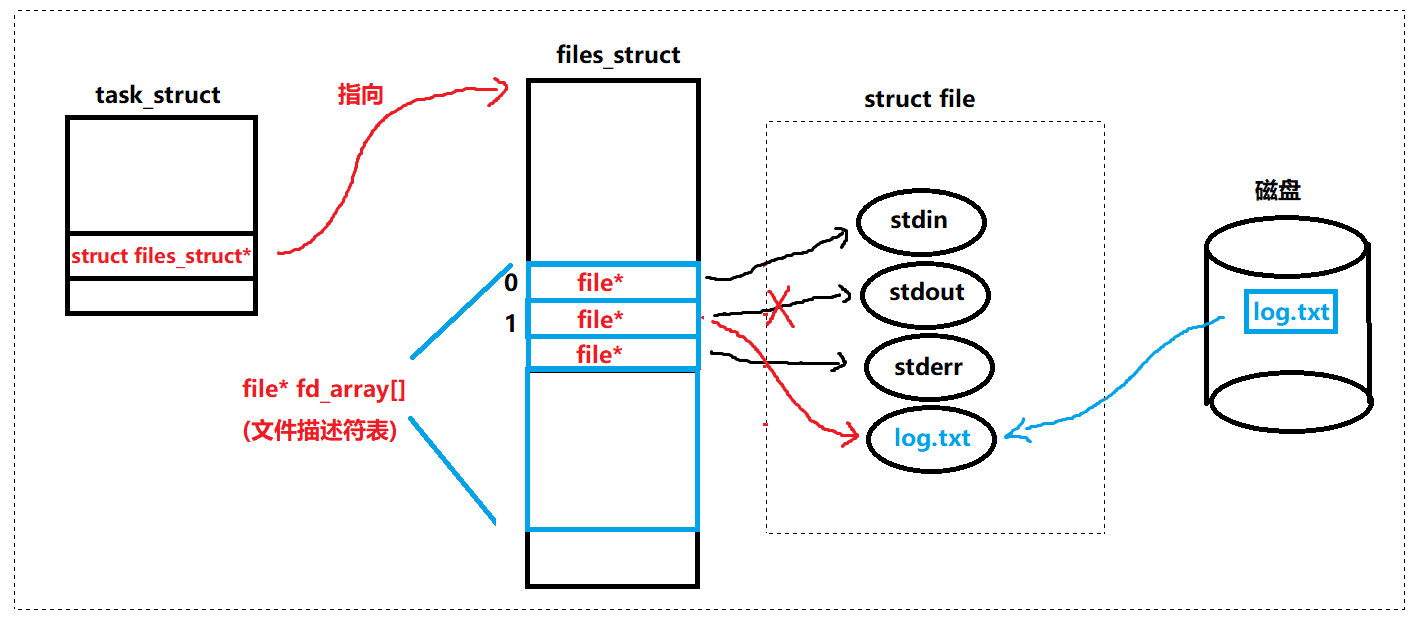 files_struct
task_struct
指向
struct file
磁盘
stdin
struct files_struct*
0
file*
stdout
log.txt
1
file*
file*
stderr
file* fd_array[]
(文件描述符表)
log.txt